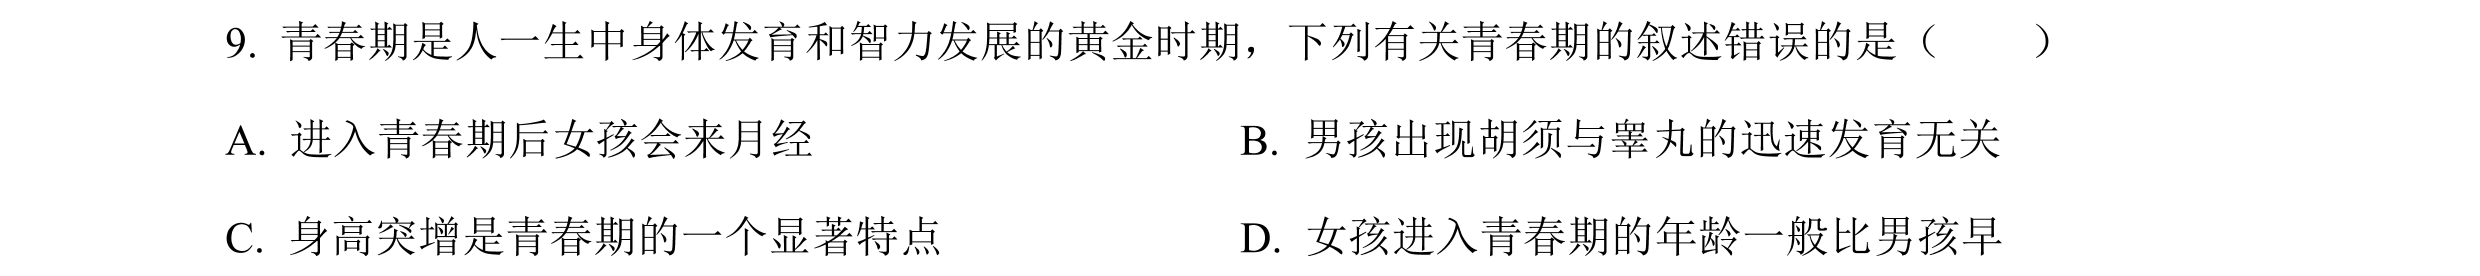 9. 青春期是人一生中身体发育和智力发展的黄金时期，下列有关青春期的叙述错误的是（　　）
A. 进入青春期后女孩会来月经　　B. 男孩出现胡须与睾丸的迅速发育无关
C. 身高突增是青春期的一个显著特点　　D. 女孩进入青春期的年龄一般比男孩早